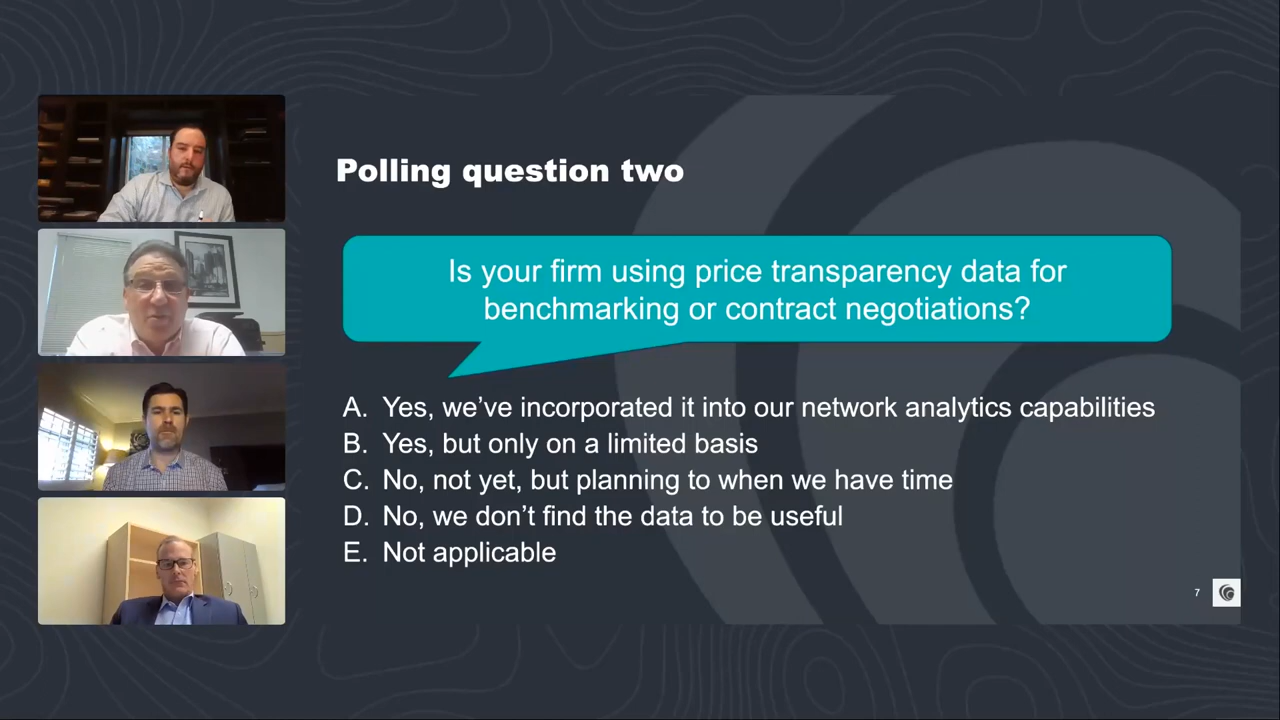 Polling question two
Is your firm using price transparency data for
benchmarking or contract negotiations?
A. Yes, we’ve incorporated it into our network analytics capabilities
B. Yes, but only on a limited basis
C. No, not yet, but planning to when we have time
D. No, we don’t find the data to be useful
E. Not applicable
7